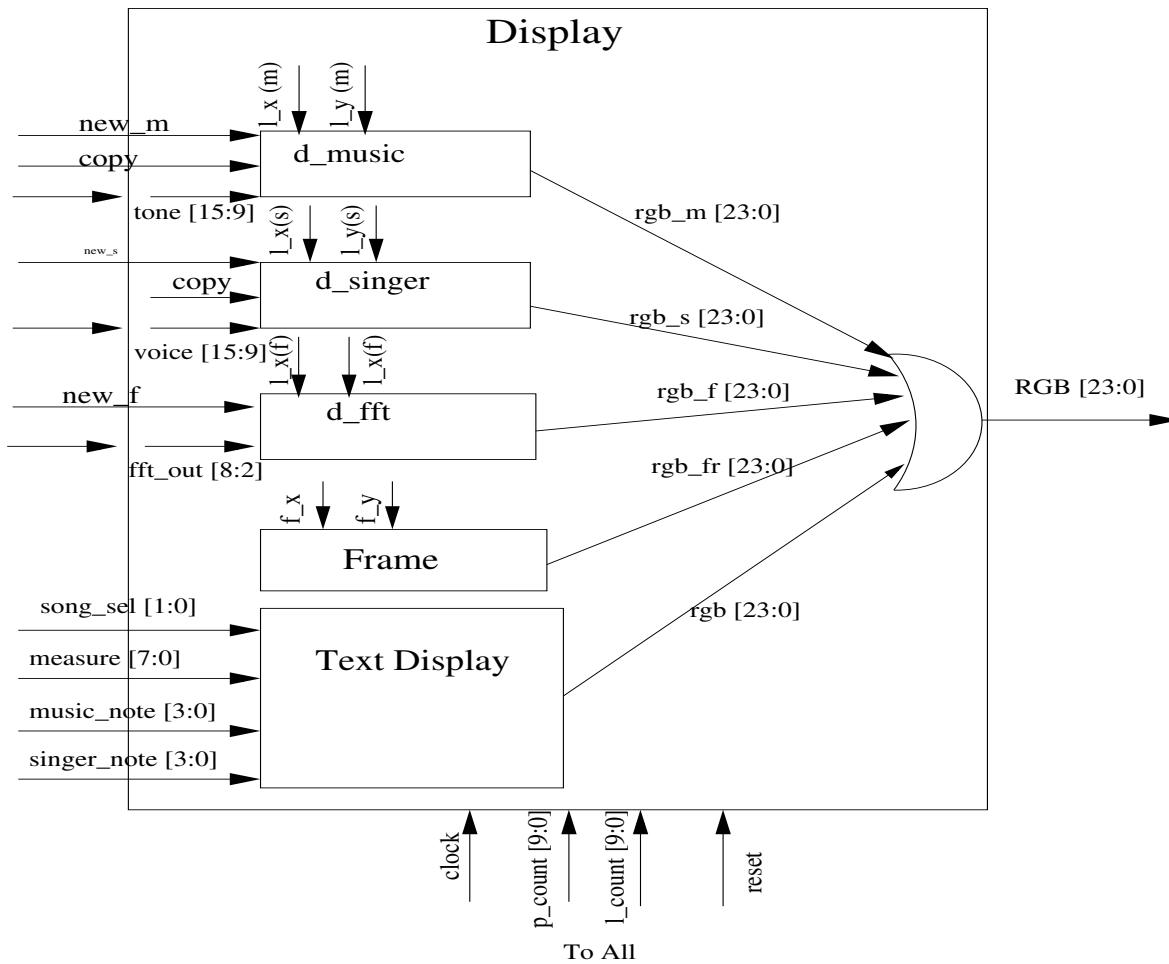 Display
l_x (m)
l_y (m)
new_m
copy
d_music
tone [15:9]
rgb_m [23:0]
l_x(s)
l_y(s)
new_s
copy
d_singer
voice [15:9]
rgb_s [23:0]
l_x(f)
l_x(f)
new_f
d_fft
fft_out [8:2]
rgb_f [23:0]
RGB [23:0]
rgb_fr [23:0]
f_x
f_y
Frame
song_sel [1:0]
measure [7:0]
music_note [3:0]
singer_note [3:0]
Text Display
rgb [23:0]
clock
p_count [9:0]
l_count [9:0]
reset
To All